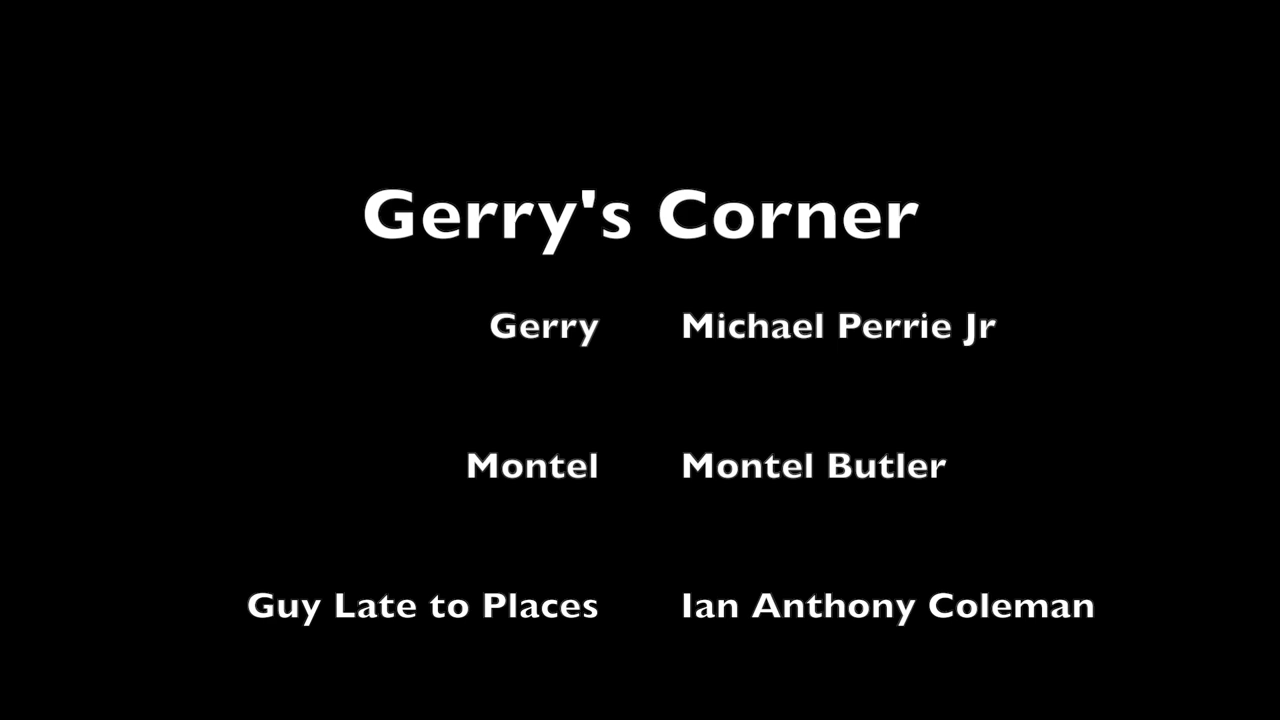 Gerry's Corner
Gerry Michael Perrie Jr
Montel Montel Butler
Guy Late to Places Ian Anthony Coleman